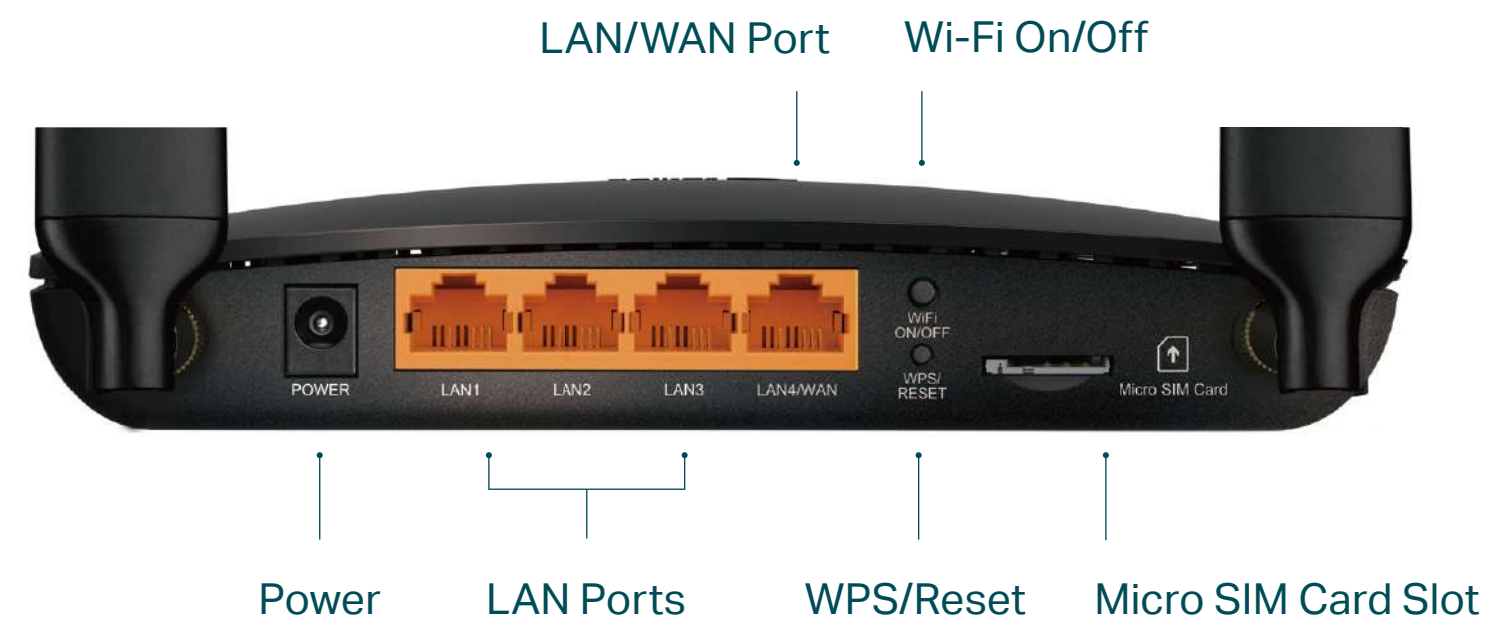 LAN/WAN Port Wi-Fi On/Off
WiFi
ON/OFF
WPS/
RESET
POWER LAN1 LAN2 LAN3 LAN4/WAN Micro SIM Card
Power LAN Ports WPS/Reset Micro SIM Card Slot